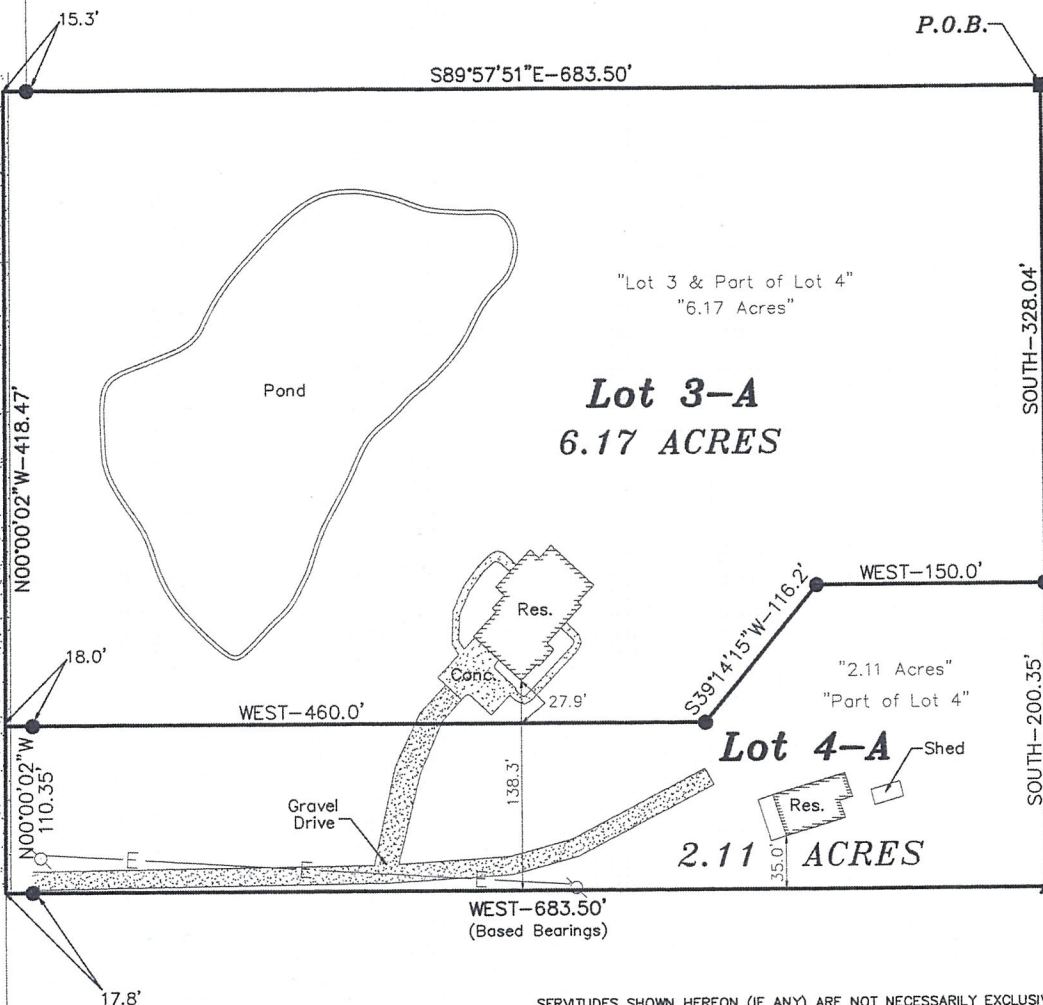 15.3'
P.O.B.
S89°57'51"E-683.50'
"Lot 3 & Part of Lot 4"
"6.17 Acres"
SOUTH-328.04'
Pond
Lot 3-A
6.17 ACRES
N00°00'02"W-418.47'
Res.
WEST-150.0'
S39°14'15"W-116.2'
18.0'
Conc.
27.9'
"2.11 Acres"
"Part of Lot 4"
WEST-460.0'
SOUTH-200.35'
Lot 4-A
Shed
N00°00'02"W
110.35'
138.3'
Gravel
Drive
Res.
2.11 ACRES
35.0'
E
E
E
WEST-683.50'
(Based Bearings)
17.8'
SERVITUDES SHOWN HEREON (IF ANY) ARE NOT NECESSARILY